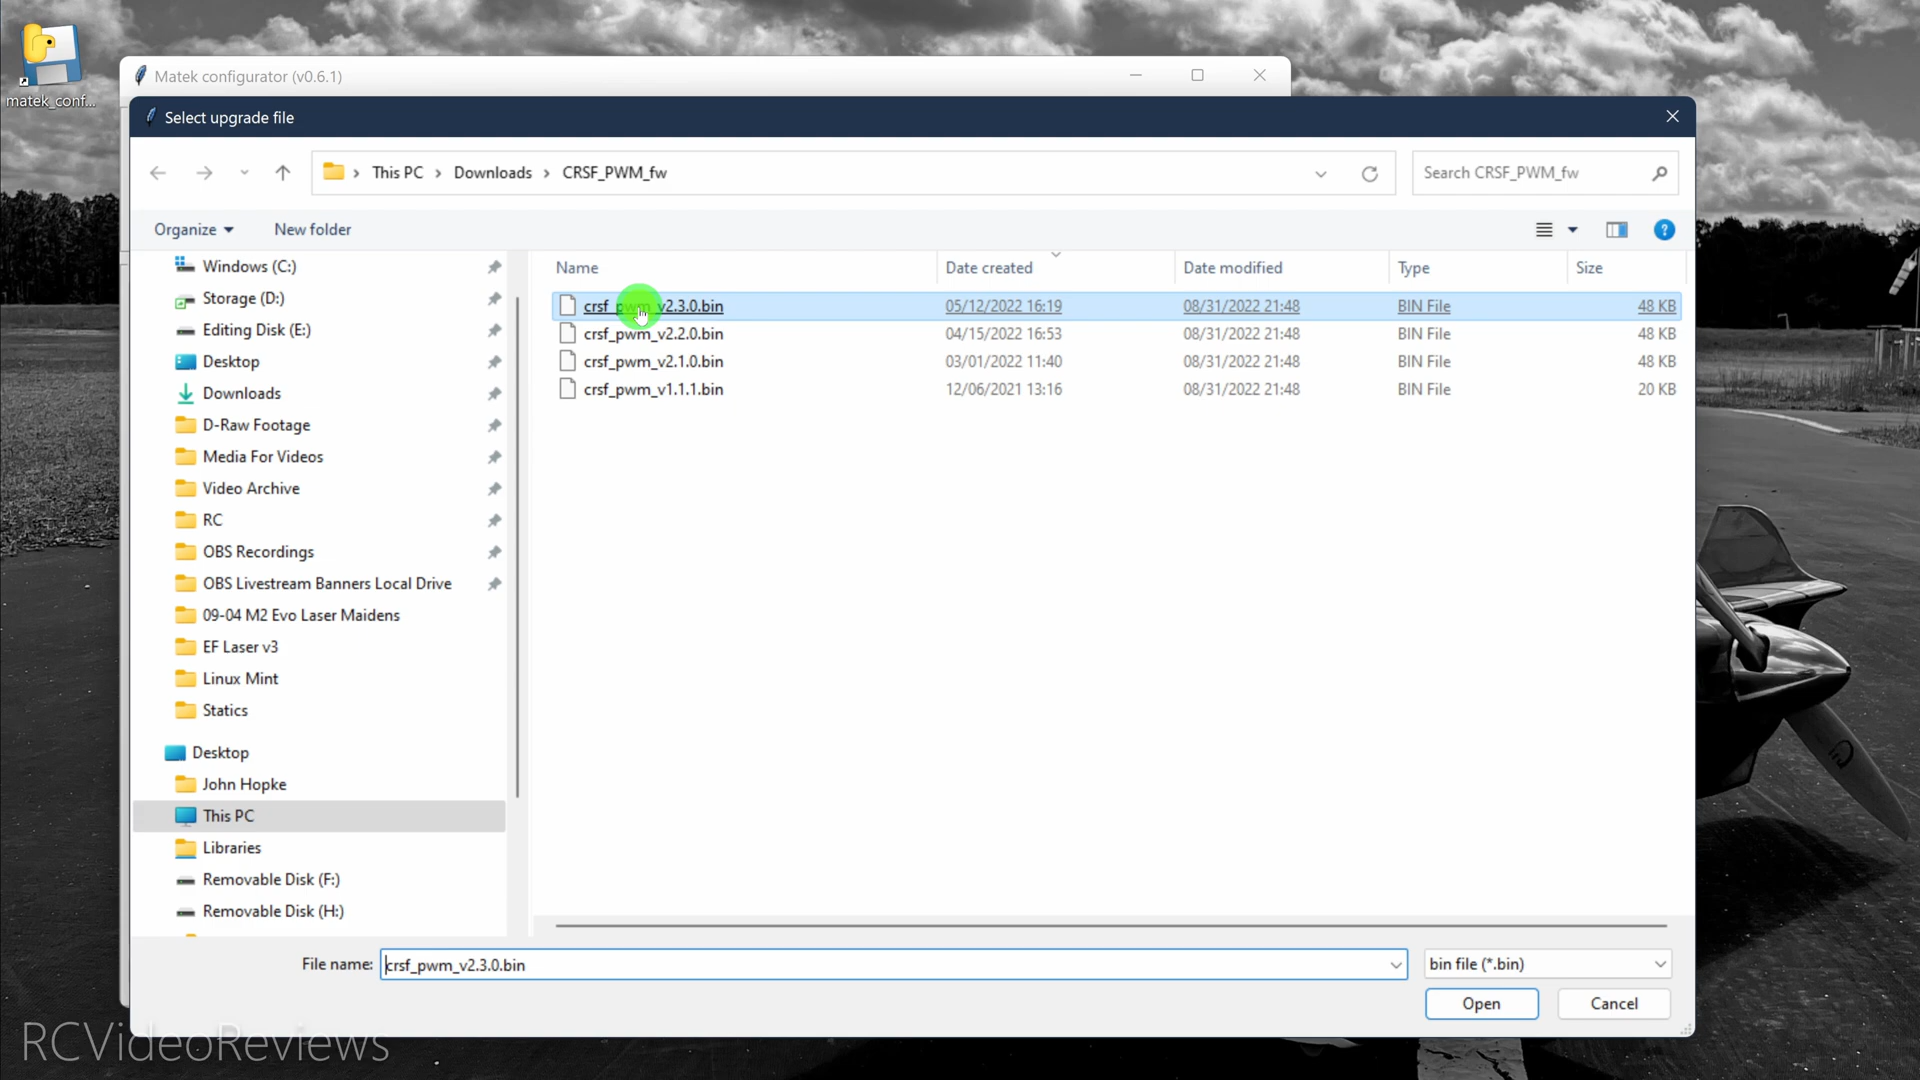 matek_conf...
Matek configurator (v0.6.1)
Select upgrade file
This PC
Downloads
CRSF_PWM_fw
Search CRSF_PWM_fw
Organize
New folder
?
Windows (C:)
Storage (D:)
Editing Disk (E:)
Desktop
Downloads
D-Raw Footage
Media For Videos
Video Archive
RC
OBS Recordings
OBS Livestream Banners Local Drive
09-04 M2 Evo Laser Maidens
EF Laser v3
Linux Mint
Statics
Desktop
John Hopke
This PC
Libraries
Removable Disk (F:)
Removable Disk (H:)
Name Date created Date modified Type Size
crsf_pwm_v2.3.0.bin 05/12/2022 16:19 08/31/2022 21:48 BIN File 48 KB
crsf_pwm_v2.2.0.bin 04/15/2022 16:53 08/31/2022 21:48 BIN File 48 KB
crsf_pwm_v2.1.0.bin 03/01/2022 11:40 08/31/2022 21:48 BIN File 48 KB
crsf_pwm_v1.1.1.bin 12/06/2021 13:16 08/31/2022 21:48 BIN File 20 KB
File name: crsf_pwm_v2.3.0.bin
bin file (*.bin)
Open
Cancel
RCVideoReviews